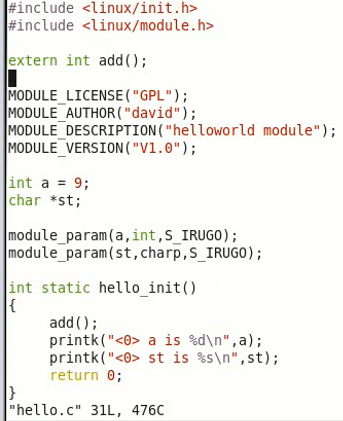 #include <linux/init.h>
#include <linux/module.h>
extern int add();
MODULE_LICENSE("GPL");
MODULE_AUTHOR("david");
MODULE_DESCRIPTION("helloworld module");
MODULE_VERSION("V1.0");
int a = 9;
char *st;
module_param(a,int,S_IRUGO);
module_param(st,charp,S_IRUGO);
int static hello_init()
{
     add();
     printk("<0> a is %d\n",a);
     printk("<0> st is %s\n",st);
     return 0;
}
"hello.c" 31L, 476C